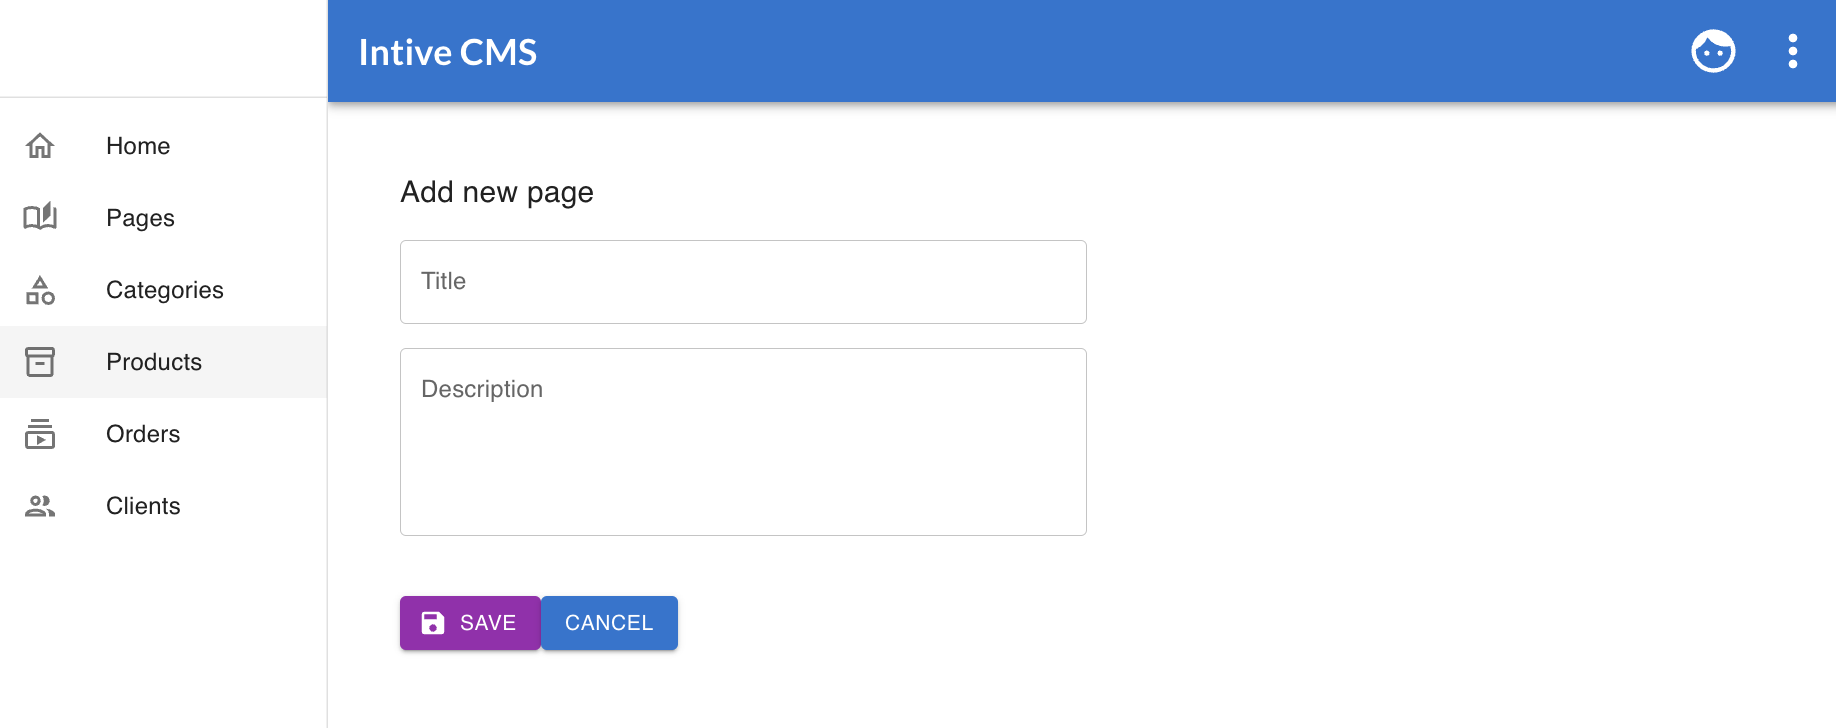 Intive CMS
Home
Pages
Categories
Products
Orders
Clients
Add new page
Title
Description
SAVE
CANCEL